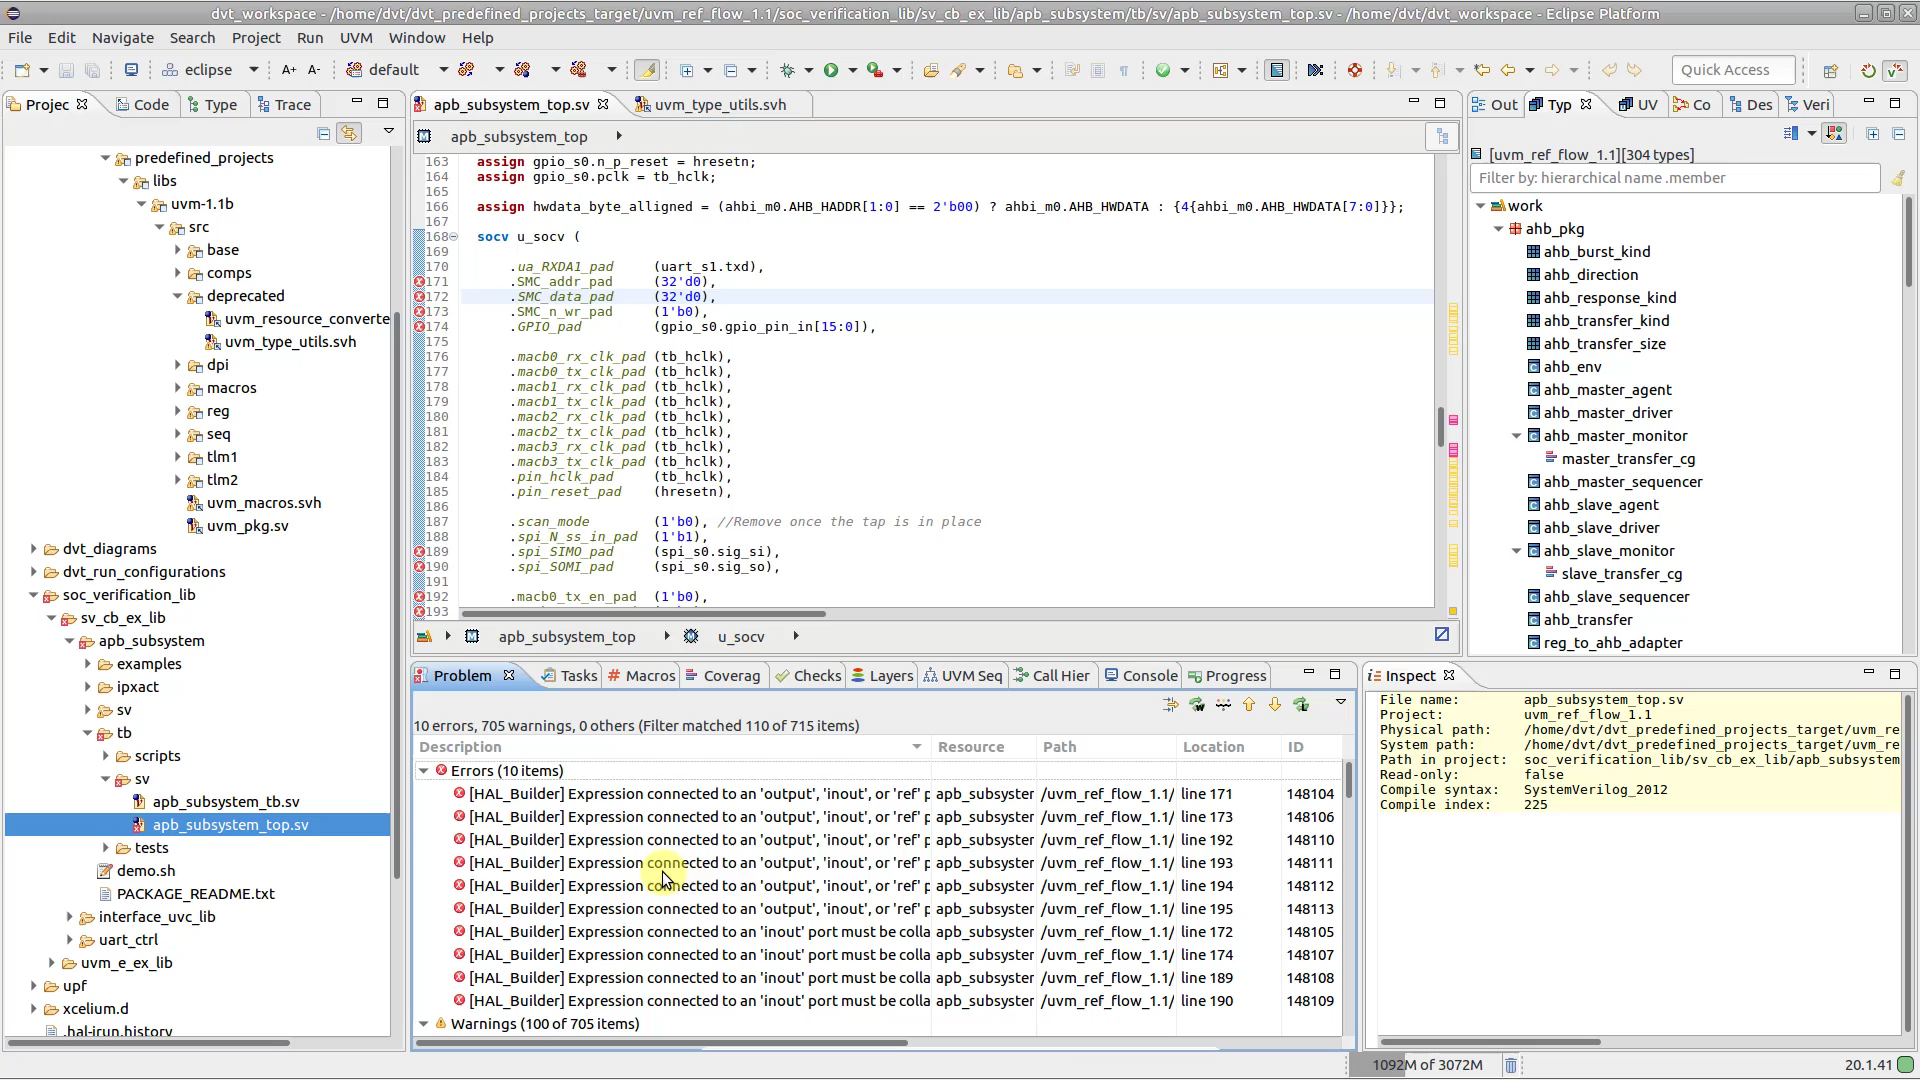 dvt_workspace - /home/dvt/dvt_predefined_projects_target/uvm_ref_flow_1.1/soc_verification_lib/sv_cb_ex_lib/apb_subsystem/tb/sv/apb_subsystem_top.sv - /home/dvt/dvt_workspace - Eclipse Platform
File Edit Navigate Search Project Run UVM Window Help
eclipse A+ A- default Quick Access
Projec Code Type Trace
predefined_projects
libs
uvm-1.1b
src
base
comps
deprecated
uvm_resource_converte
uvm_type_utils.svh
dpi
macros
reg
seq
tlm1
tlm2
uvm_macros.svh
uvm_pkg.sv
dvt_diagrams
dvt_run_configurations
soc_verification_lib
sv_cb_ex_lib
apb_subsystem
examples
ipxact
sv
tb
scripts
sv
apb_subsystem_tb.sv
apb_subsystem_top.sv
tests
demo.sh
PACKAGE_README.txt
interface_uvc_lib
uart_ctrl
uvm_e_ex_lib
upf
xcelium.d
.hal-irun.history
apb_subsystem_top.sv uvm_type_utils.svh
apb_subsystem_top
163 assign gpio_s0.n_p_reset = hresetn;
164 assign gpio_s0.pclk = tb_hclk;
165
166 assign hwdata_byte_alligned = (ahbi_m0.AHB_HADDR[1:0] == 2'b00) ? ahbi_m0.AHB_HWDATA : {4{ahbi_m0.AHB_HWDATA[7:0]}};
167
168 socv u_socv (
169
170 .ua_RXDA1_pad (uart_s1.txd),
171 .SMC_addr_pad (32'd0),
172 .SMC_data_pad (32'd0),
173 .SMC_n_wr_pad (1'b0),
174 .GPIO_pad (gpio_s0.gpio_pin_in[15:0]),
175
176 .macb0_rx_clk_pad (tb_hclk),
177 .macb0_tx_clk_pad (tb_hclk),
178 .macb1_rx_clk_pad (tb_hclk),
179 .macb1_tx_clk_pad (tb_hclk),
180 .macb2_rx_clk_pad (tb_hclk),
181 .macb2_tx_clk_pad (tb_hclk),
182 .macb3_rx_clk_pad (tb_hclk),
183 .macb3_tx_clk_pad (tb_hclk),
184 .pin_hclk_pad (tb_hclk),
185 .pin_reset_pad (hresetn),
186
187 .scan_mode (1'b0), //Remove once the tap is in place
188 .spi_N_ss_in_pad (1'b1),
189 .spi_SIMO_pad (spi_s0.sig_si),
190 .spi_SOMI_pad (spi_s0.sig_so),
191
192 .macb0_tx_en_pad (1'b0),
193
apb_subsystem_top u_socv
Out Typ UV Co Des Veri
[uvm_ref_flow_1.1][304 types]
Filter by: hierarchical name .member
work
ahb_pkg
ahb_burst_kind
ahb_direction
ahb_response_kind
ahb_transfer_kind
ahb_transfer_size
ahb_env
ahb_master_agent
ahb_master_driver
ahb_master_monitor
master_transfer_cg
ahb_master_sequencer
ahb_slave_agent
ahb_slave_driver
ahb_slave_monitor
slave_transfer_cg
ahb_slave_sequencer
ahb_transfer
reg_to_ahb_adapter
Problem Tasks Macros Coverag Checks Layers UVM Seq Call Hier Console Progress
10 errors, 705 warnings, 0 others (Filter matched 110 of 715 items)
Description Resource Path Location ID
Errors (10 items)
[HAL_Builder] Expression connected to an 'output', 'inout', or 'ref' p apb_subsyster /uvm_ref_flow_1.1/ line 171 148104
[HAL_Builder] Expression connected to an 'output', 'inout', or 'ref' p apb_subsyster /uvm_ref_flow_1.1/ line 173 148106
[HAL_Builder] Expression connected to an 'output', 'inout', or 'ref' p apb_subsyster /uvm_ref_flow_1.1/ line 192 148110
[HAL_Builder] Expression connected to an 'output', 'inout', or 'ref' p apb_subsyster /uvm_ref_flow_1.1/ line 193 148111
[HAL_Builder] Expression connected to an 'output', 'inout', or 'ref' p apb_subsyster /uvm_ref_flow_1.1/ line 194 148112
[HAL_Builder] Expression connected to an 'output', 'inout', or 'ref' p apb_subsyster /uvm_ref_flow_1.1/ line 195 148113
[HAL_Builder] Expression connected to an 'inout' port must be colla apb_subsyster /uvm_ref_flow_1.1/ line 172 148105
[HAL_Builder] Expression connected to an 'inout' port must be colla apb_subsyster /uvm_ref_flow_1.1/ line 174 148107
[HAL_Builder] Expression connected to an 'inout' port must be colla apb_subsyster /uvm_ref_flow_1.1/ line 189 148108
[HAL_Builder] Expression connected to an 'inout' port must be colla apb_subsyster /uvm_ref_flow_1.1/ line 190 148109
Warnings (100 of 705 items)
Inspect
File name: apb_subsystem_top.sv
Project: uvm_ref_flow_1.1
Physical path: /home/dvt/dvt_predefined_projects_target/uvm_re
System path: /home/dvt/dvt_predefined_projects_target/uvm_re
Path in project: soc_verification_lib/sv_cb_ex_lib/apb_subsystem
Read-only: false
Compile syntax: SystemVerilog_2012
Compile index: 225
1092M of 3072M 20.1.41